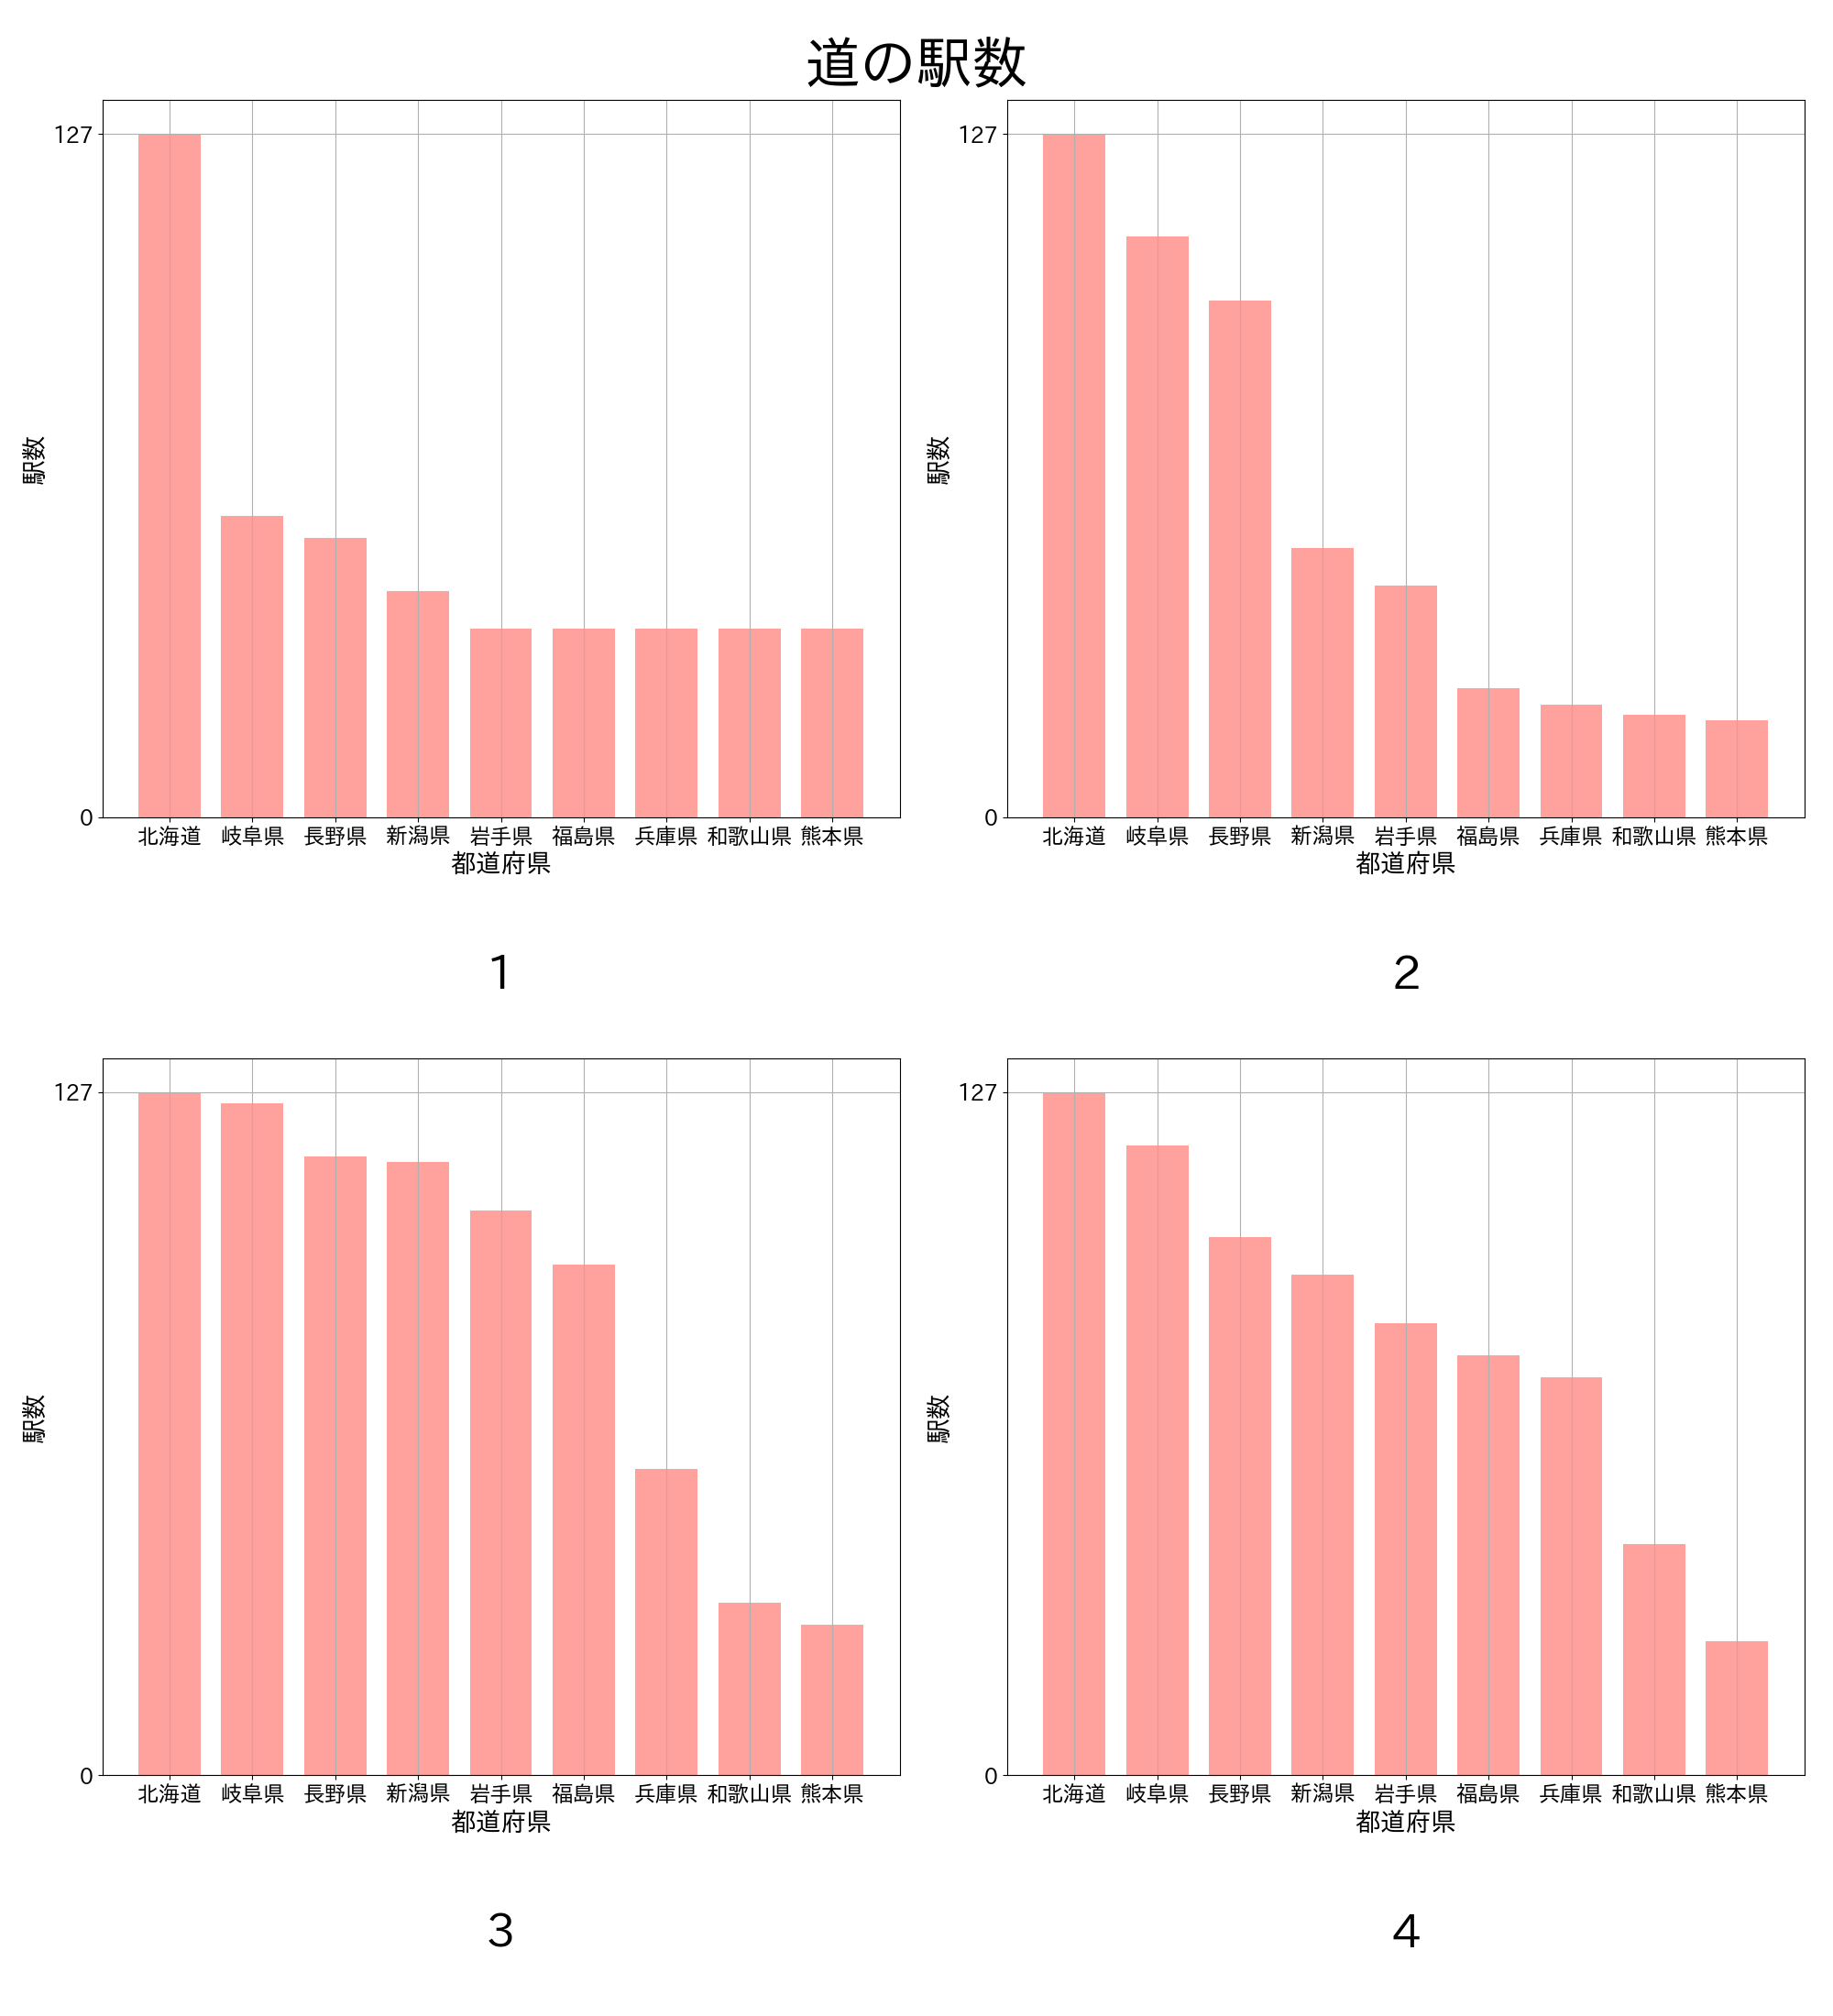 道の駅数
127
0
駅数
北海道 岐阜県 長野県 新潟県 岩手県 福島県 兵庫県 和歌山県 熊本県
都道府県
1
127
0
駅数
北海道 岐阜県 長野県 新潟県 岩手県 福島県 兵庫県 和歌山県 熊本県
都道府県
2
127
0
駅数
北海道 岐阜県 長野県 新潟県 岩手県 福島県 兵庫県 和歌山県 熊本県
都道府県
3
127
0
駅数
北海道 岐阜県 長野県 新潟県 岩手県 福島県 兵庫県 和歌山県 熊本県
都道府県
4